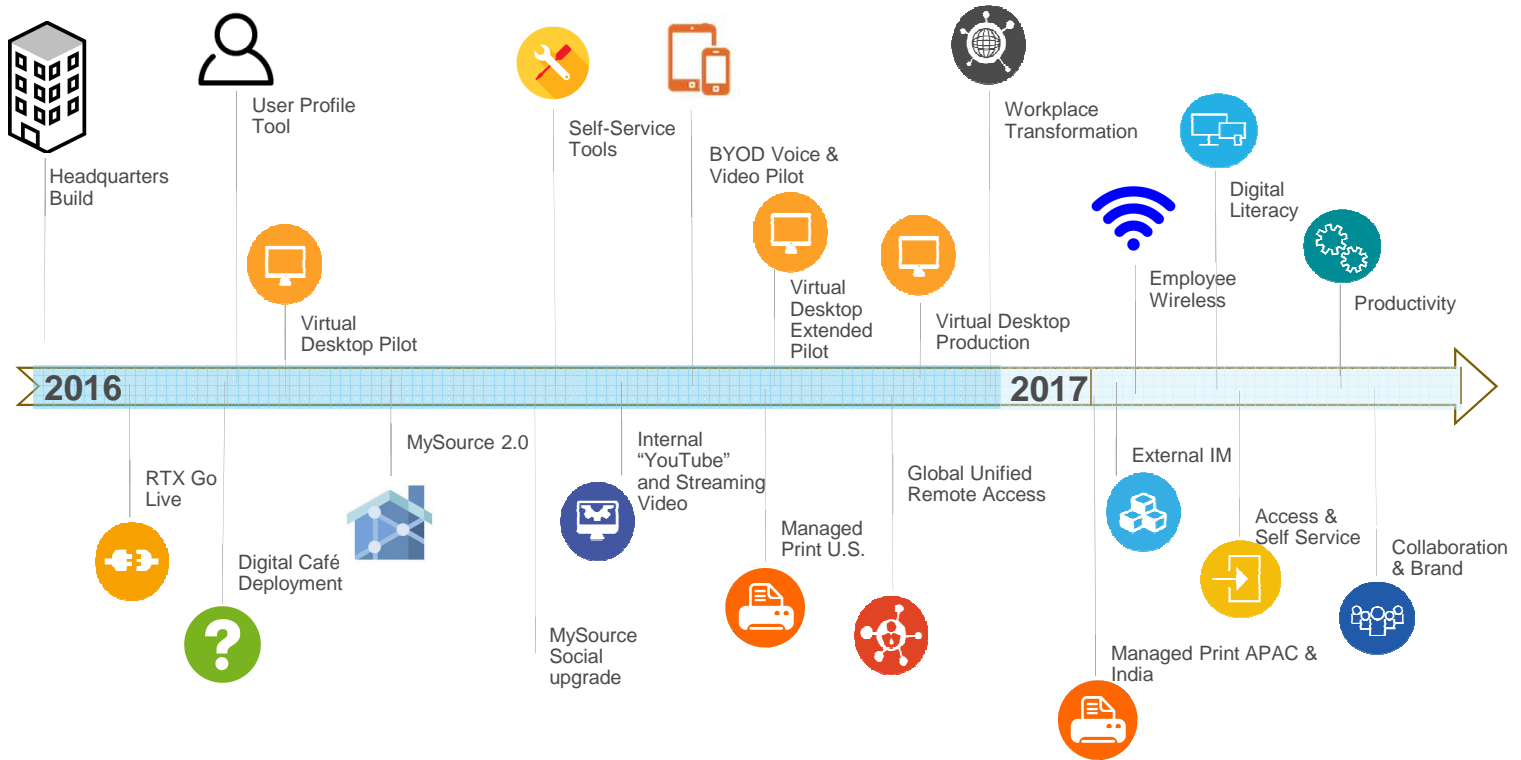 User Profile
Tool
Self-Service
Tools
BYOD Voice &
Video Pilot
Workplace
Transformation
Headquarters
Build
Digital
Literacy
Virtual
Desktop Pilot
Virtual
Desktop
Extended
Pilot
Virtual Desktop
Production
Employee
Wireless
Productivity
2016
2017
RTX Go
Live
Digital Café
Deployment
MySource 2.0
MySource
Social
upgrade
Internal
“YouTube”
and Streaming
Video
Managed
Print U.S.
Global Unified
Remote Access
External IM
Managed Print APAC &
India
Access &
Self Service
Collaboration
& Brand
?